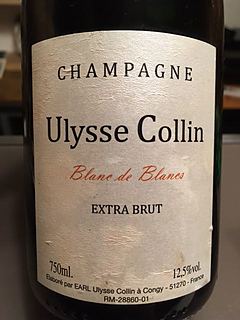 CHAMPAGNE
Ulysse Collin
Blanc de Blancs
EXTRA BRUT
750ml. 12,5%vol.
Elaboré par EARL Ulysse Collin à Congy - 51270 - France
RM-28860-01